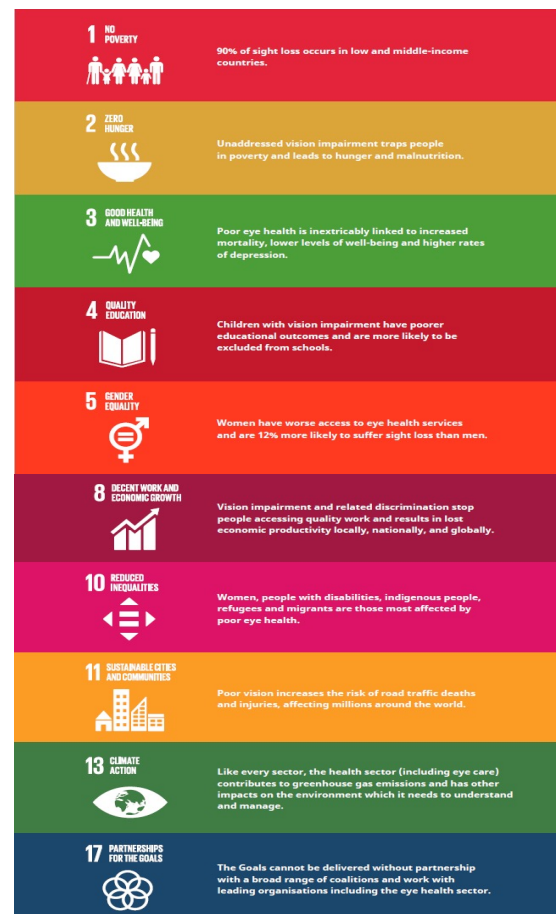 1 NO
POVERTY
90% of sight loss occurs in low and middle-income
countries.
2 ZERO
HUNGER
Unaddressed vision impairment traps people
in poverty and leads to hunger and malnutrition.
3 GOOD HEALTH
AND WELL-BEING
Poor eye health is inextricably linked to increased
mortality, lower levels of well-being and higher rates
of depression.
4 QUALITY
EDUCATION
Children with vision impairment have poorer
educational outcomes and are more likely to be
excluded from schools.
5 GENDER
EQUALITY
Women have worse access to eye health services
and are 12% more likely to suffer sight loss than men.
8 DECENT WORK AND
ECONOMIC GROWTH
Vision impairment and related discrimination stop
people accessing quality work and results in lost
economic productivity locally, nationally, and globally.
10 REDUCED
INEQUALITIES
Women, people with disabilities, indigenous people,
refugees and migrants are those most affected by
poor eye health.
11 SUSTAINABLE CITIES
AND COMMUNITIES
Poor vision increases the risk of road traffic deaths
and injuries, affecting millions around the world.
13 CLIMATE
ACTION
Like every sector, the health sector (including eye care)
contributes to greenhouse gas emissions and has other
impacts on the environment which it needs to understand
and manage.
17 PARTNERSHIPS
FOR THE GOALS
The Goals cannot be delivered without partnership
with a broad range of coalitions and work with
leading organisations including the eye health sector.